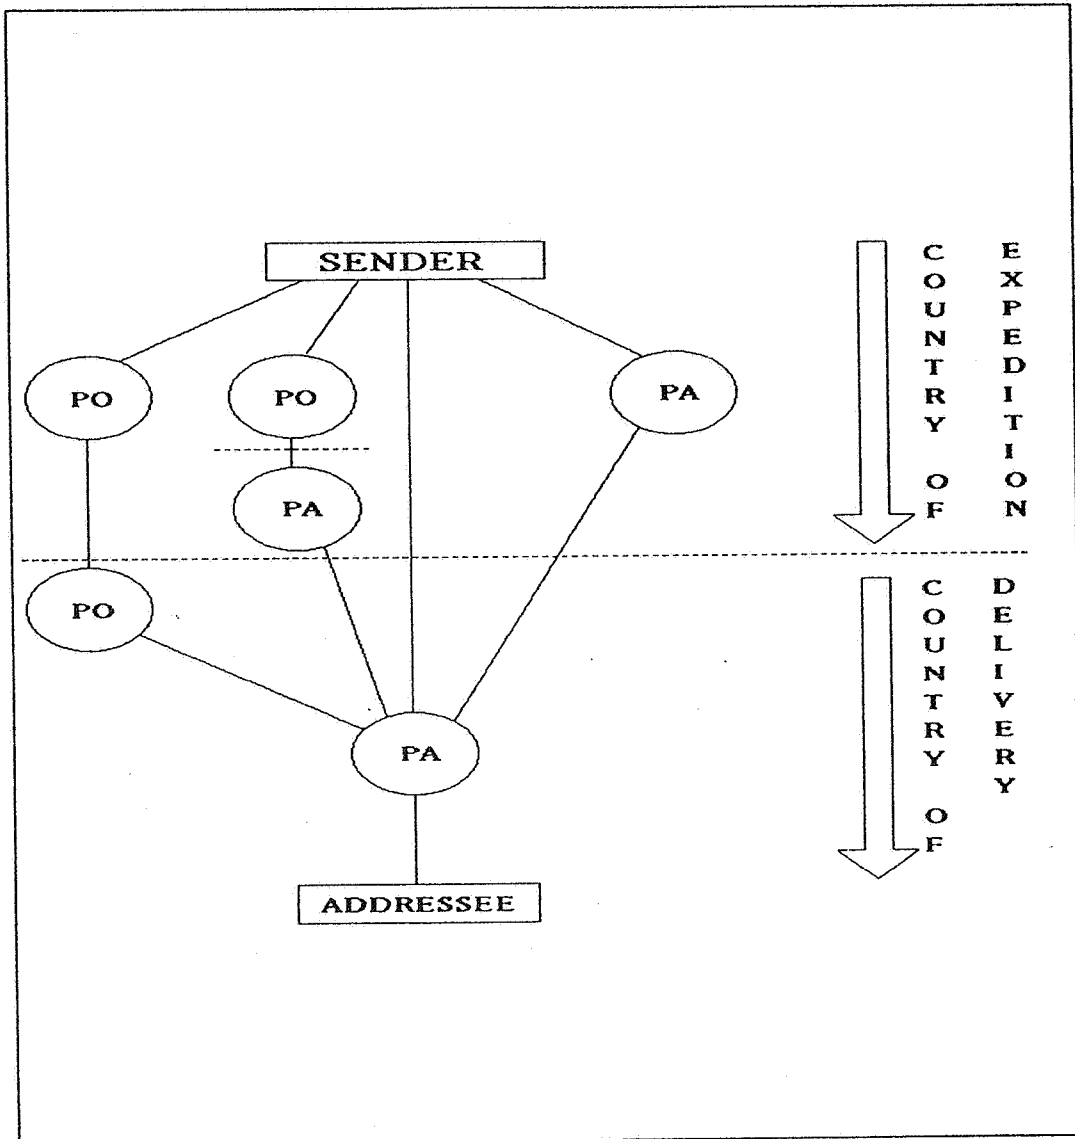 SENDER
PO
PO
PA
PA
PO
PA
ADDRESSEE
COUNTRY OF
EXPEDITION
COUNTRY OF
DELIVERY